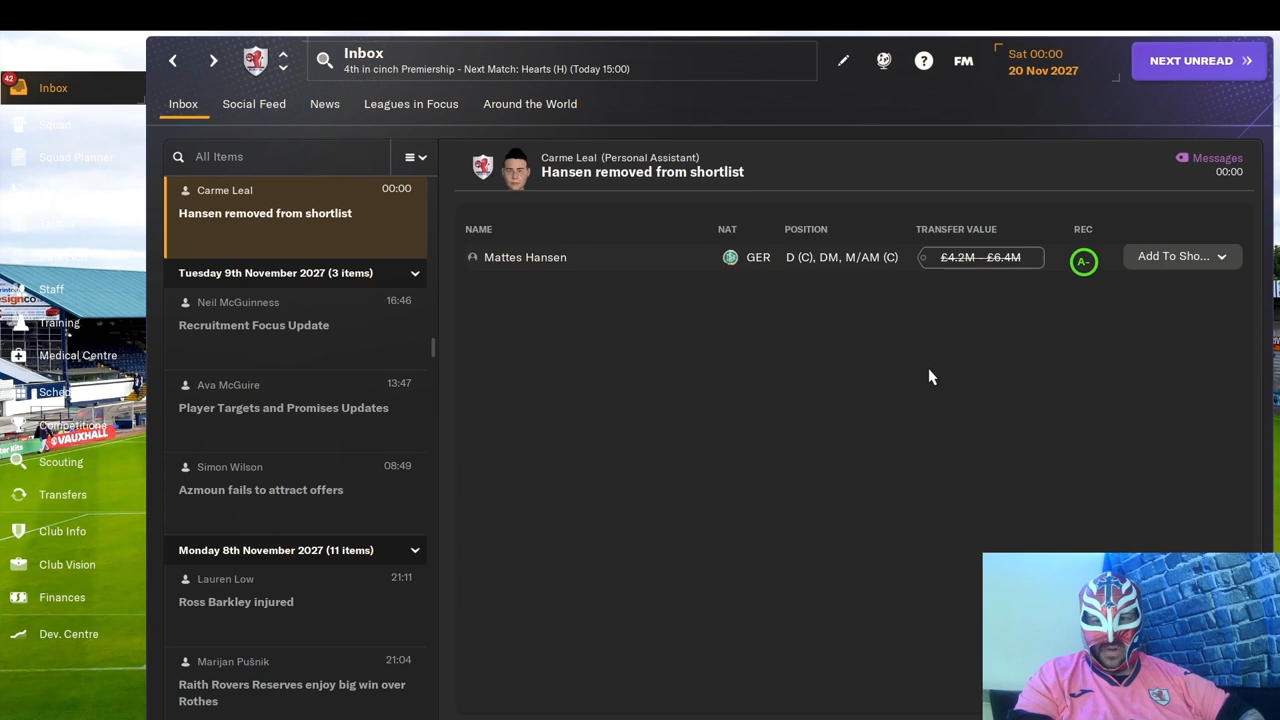 Inbox
4th in cinch Premiership - Next Match: Hearts (H) (Today 15:00)
FM
Sat 00:00
20 Nov 2027
NEXT UNREAD
42
Inbox
Squad
Squad Planner
Staff
Training
Medical Centre
Sched
Competitions
Scouting
Transfers
Club Info
Club Vision
Finances
Dev. Centre
VAUXHALL
Inbox
Social Feed
News
Leagues in Focus
Around the World
All Items
Carme Leal
00:00
Hansen removed from shortlist
Tuesday 9th November 2027 (3 items)
Neil McGuinness
16:46
Recruitment Focus Update
Ava McGuire
13:47
Player Targets and Promises Updates
Simon Wilson
08:49
Azmoun fails to attract offers
Monday 8th November 2027 (11 items)
Lauren Low
21:11
Ross Barkley injured
Marijan Pušnik
21:04
Raith Rovers Reserves enjoy big win over
Rothes
Carme Leal (Personal Assistant)
Hansen removed from shortlist
Messages
00:00
NAME
NAT
POSITION
TRANSFER VALUE
REC
Mattes Hansen
GER
D (C), DM, M/AM (C)
£4.2M - £6.4M
A-
Add To Sho...